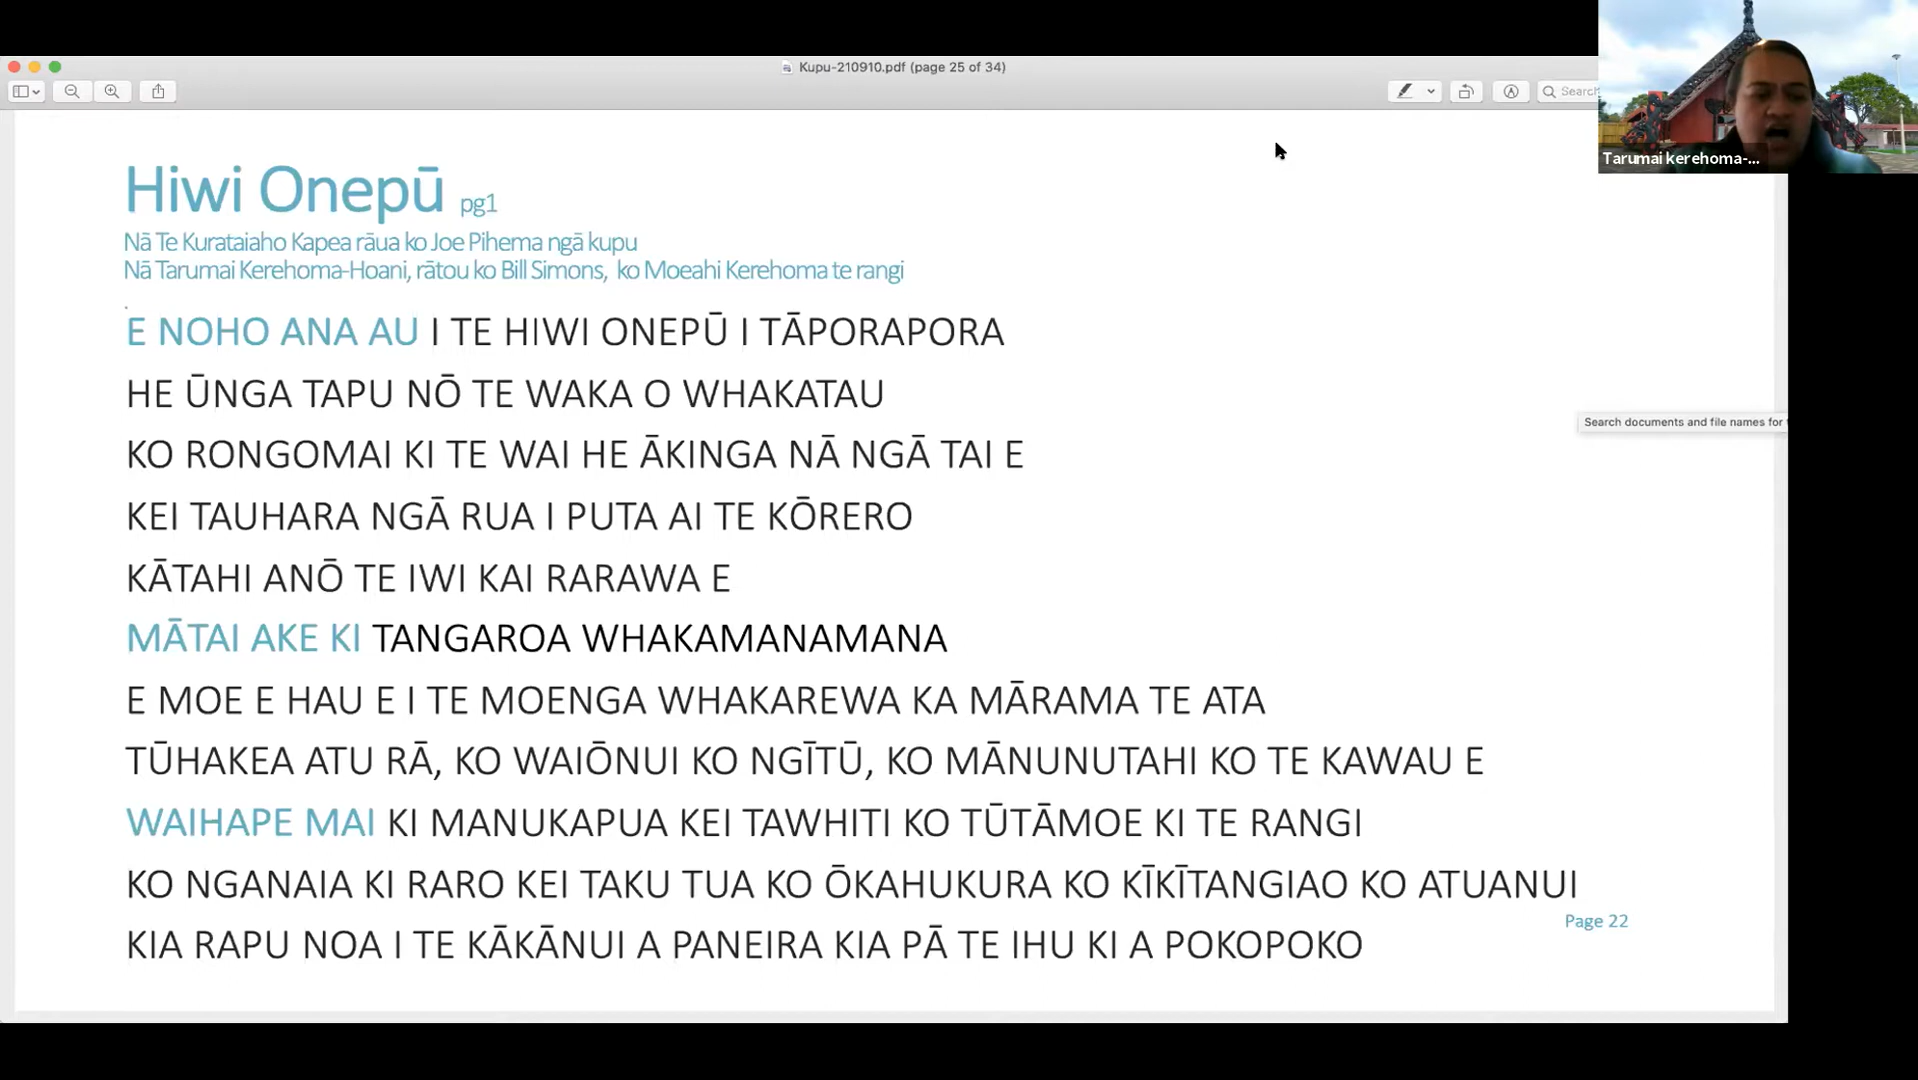 Kupu-210910.pdf (page 25 of 34)
Search
Tarumai kerehoma-...
Hiwi Onepū pg1
Nā Te Kurataiaho Kapea rāua ko Joe Pihema ngā kupu
Nā Tarumai Kerehoma-Hoani, rātou ko Bill Simons, ko Moeahi Kerehoma te rangi
E NOHO ANA AU I TE HIWI ONEPŪ I TĀPORAPORA
HE ŪNGA TAPU NŌ TE WAKA O WHAKATAU
Search documents and file names for
KO RONGOMAI KI TE WAI HE ĀKINGA NĀ NGĀ TAI E
KEI TAUHARA NGĀ RUA I PUTA AI TE KŌRERO
KĀTAHI ANŌ TE IWI KAI RARAWA E
MĀTAI AKE KI TANGAROA WHAKAMANAMANA
E MOE E HAU E I TE MOENGA WHAKAREWA KA MĀRAMA TE ATA
TŪHAKEA ATU RĀ, KO WAIŌNUI KO NGĪTŪ, KO MĀNUNUTAHI KO TE KAWAU E
WAIHAPE MAI KI MANUKAPUA KEI TAWHITI KO TŪTĀMOE KI TE RANGI
KO NGANAIA KI RARO KEI TAKU TUA KO ŌKAHUKURA KO KĪKĪTANGIAO KO ATUANUI
Page 22
KIA RAPU NOA I TE KĀKĀNUI A PANEIRA KIA PĀ TE IHU KI A POKOPOKO